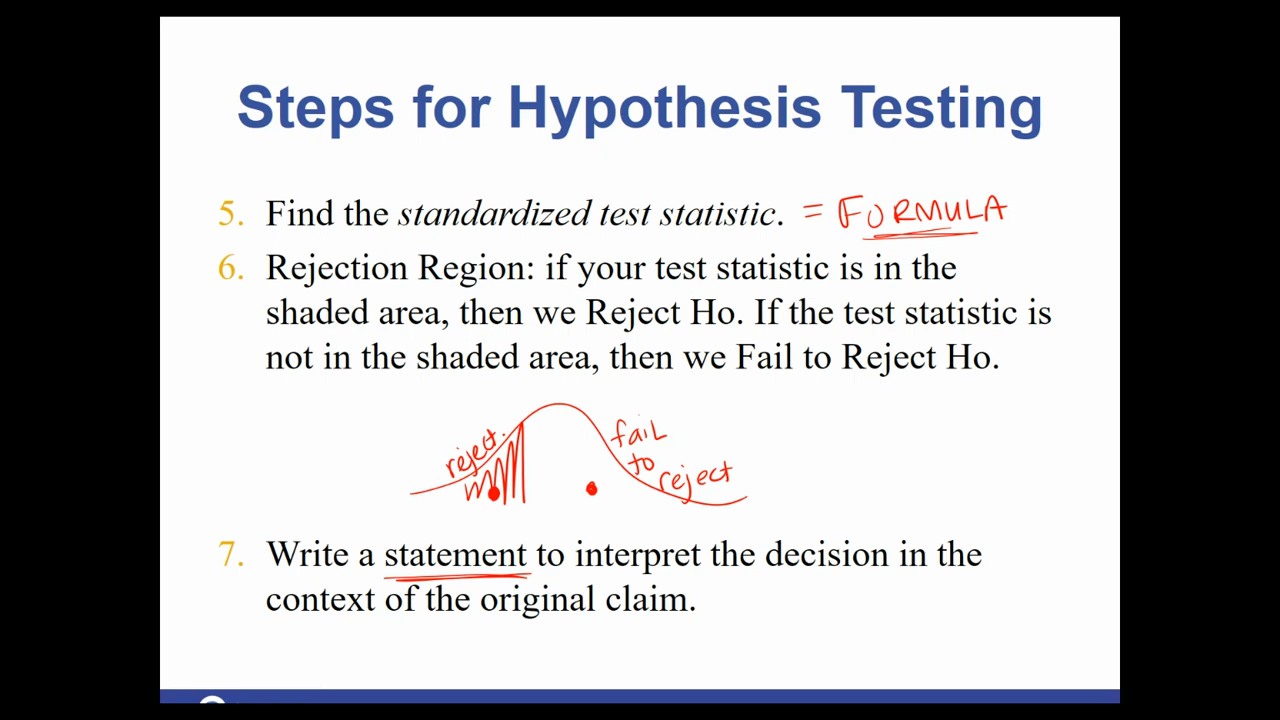 Steps for Hypothesis Testing
5. Find the standardized test statistic. = FORMULA
6. Rejection Region: if your test statistic is in the
shaded area, then we Reject Ho. If the test statistic is
not in the shaded area, then we Fail to Reject Ho.
reject.
fail
to
reject
7. Write a statement to interpret the decision in the
context of the original claim.